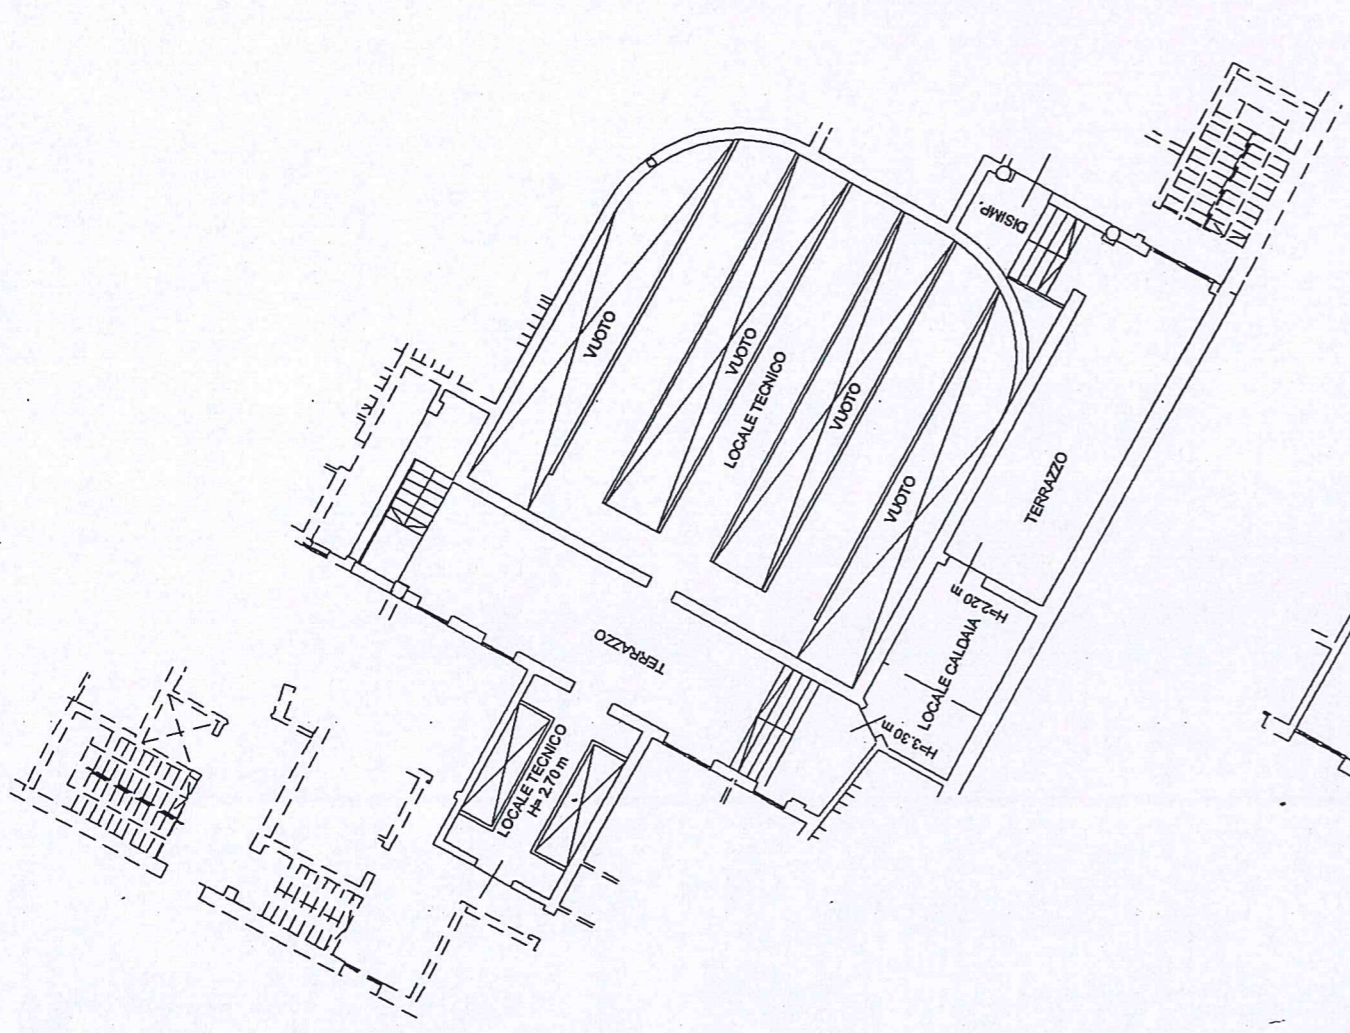 DISIMP.
VUOTO
VUOTO
LOCALE TECNICO
VUOTO
VUOTO
TERRAZZO
TERRAZZO
H=2.20 m
LOCALE CALDAIA
H=3.30 m
LOCALE TECNICO
H= 2.70 m